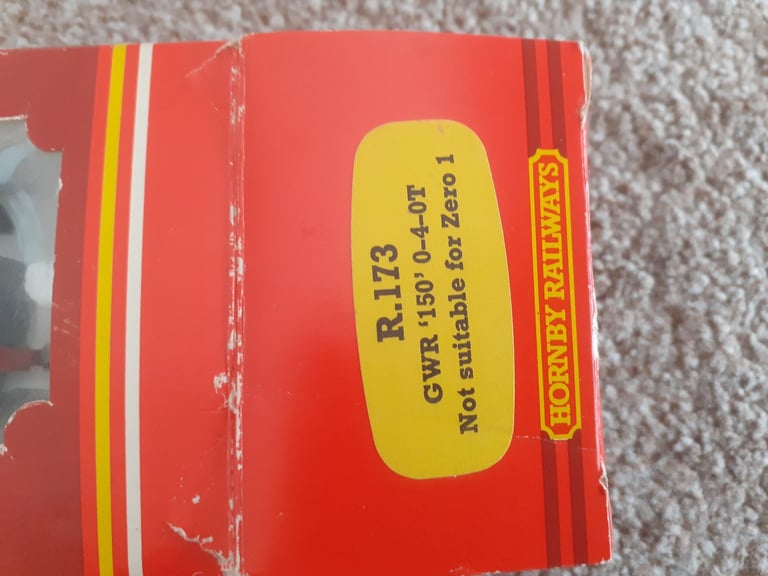 R.173
GWR ‘150’ 0-4-0T
Not suitable for Zero 1
HORNBY RAILWAYS